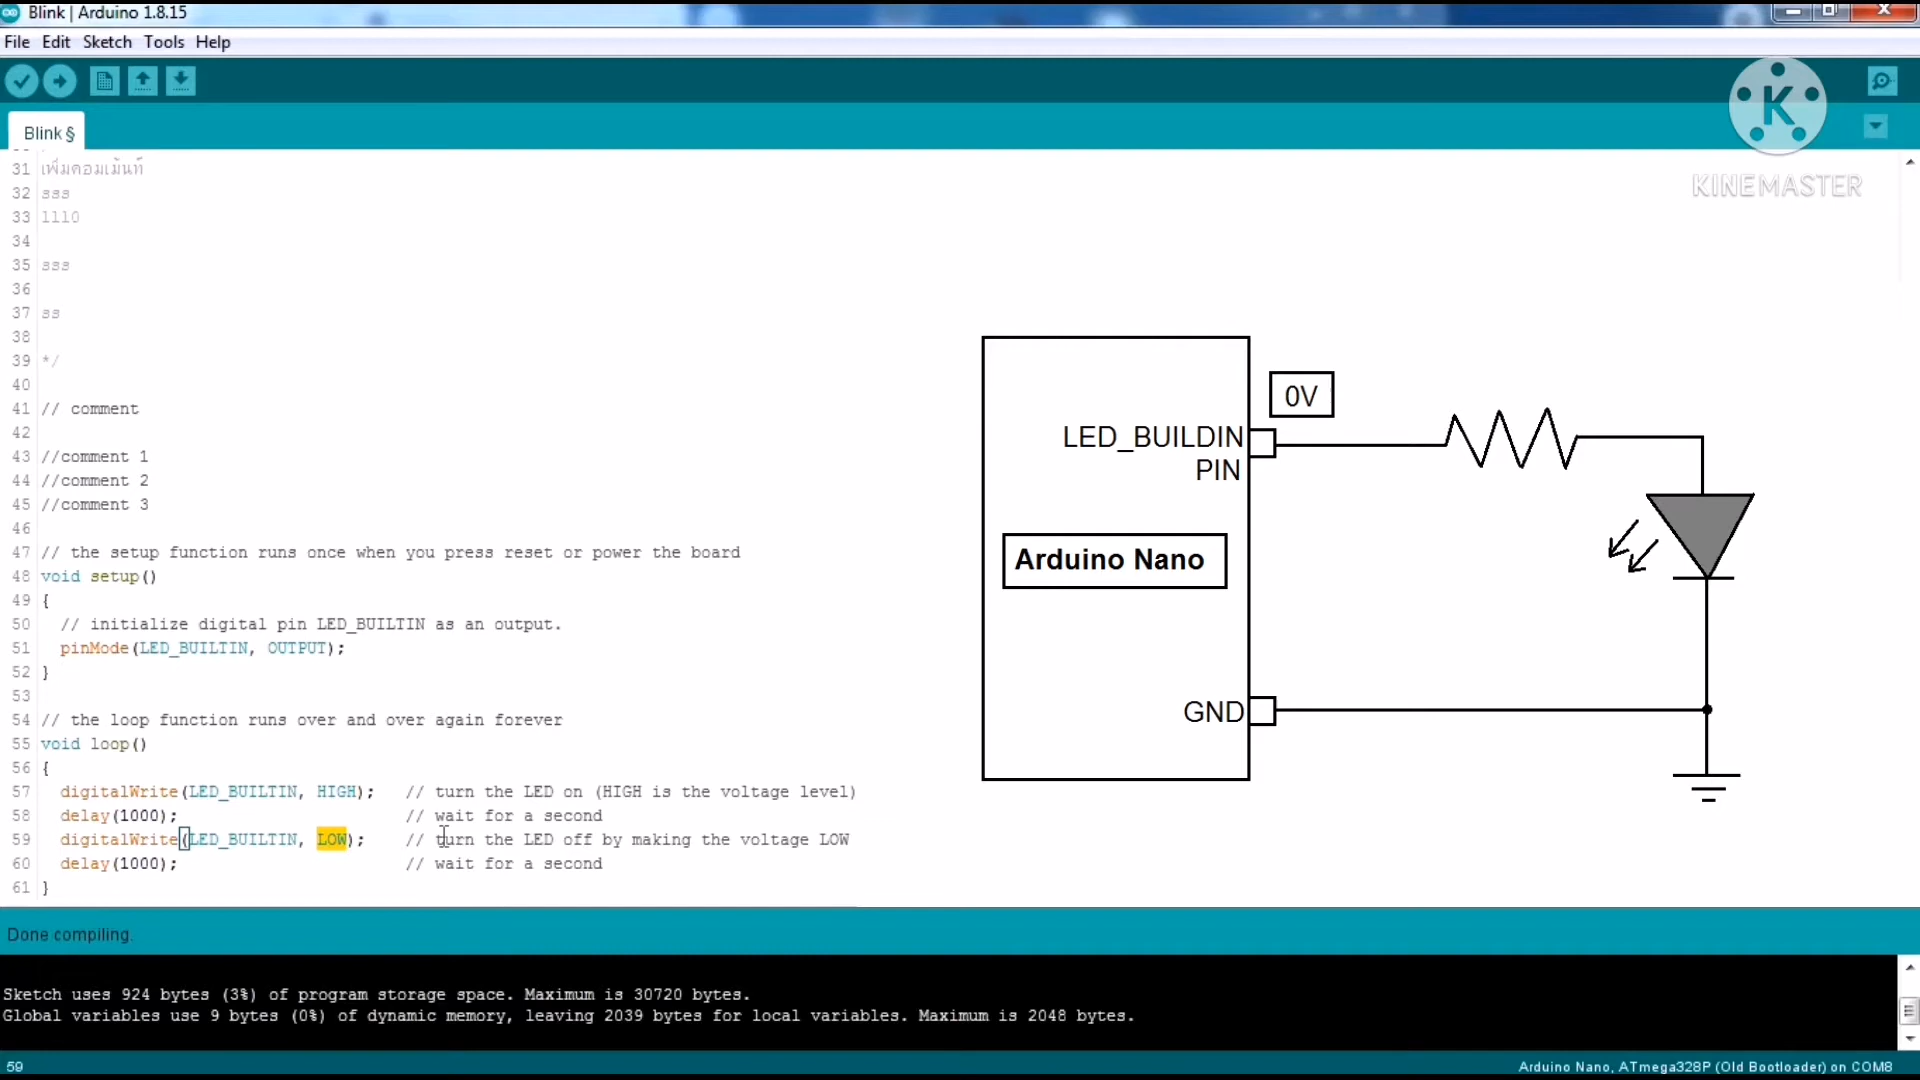 Blink | Arduino 1.8.15
File Edit Sketch Tools Help
Blink §
31 เพิ่มคอมเม้นท์
32 sss
33 1110
34
35 sss
36
37 ss
38
39 */
40
41 // comment
42
43 //comment 1
44 //comment 2
45 //comment 3
46
47 // the setup function runs once when you press reset or power the board
48 void setup()
49 {
50 // initialize digital pin LED_BUILTIN as an output.
51 pinMode(LED_BUILTIN, OUTPUT);
52 }
53
54 // the loop function runs over and over again forever
55 void loop()
56 {
57 digitalWrite(LED_BUILTIN, HIGH); // turn the LED on (HIGH is the voltage level)
58 delay(1000); // wait for a second
59 digitalWrite(LED_BUILTIN, LOW); // turn the LED off by making the voltage LOW
60 delay(1000); // wait for a second
61 }
K
KINEMASTER
0V
LED_BUILDIN
PIN
Arduino Nano
GND
Done compiling.
Sketch uses 924 bytes (3%) of program storage space. Maximum is 30720 bytes.
Global variables use 9 bytes (0%) of dynamic memory, leaving 2039 bytes for local variables. Maximum is 2048 bytes.
59
Arduino Nano, ATmega328P (Old Bootloader) on COM8